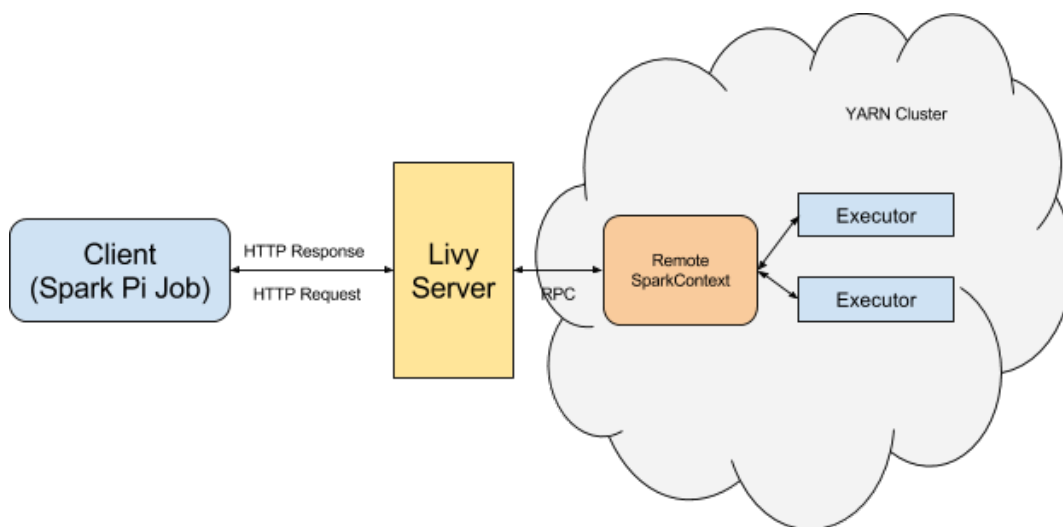 YARN Cluster
Client
(Spark Pi Job)
HTTP Response
HTTP Request
Livy
Server
RPC
Remote
SparkContext
Executor
Executor